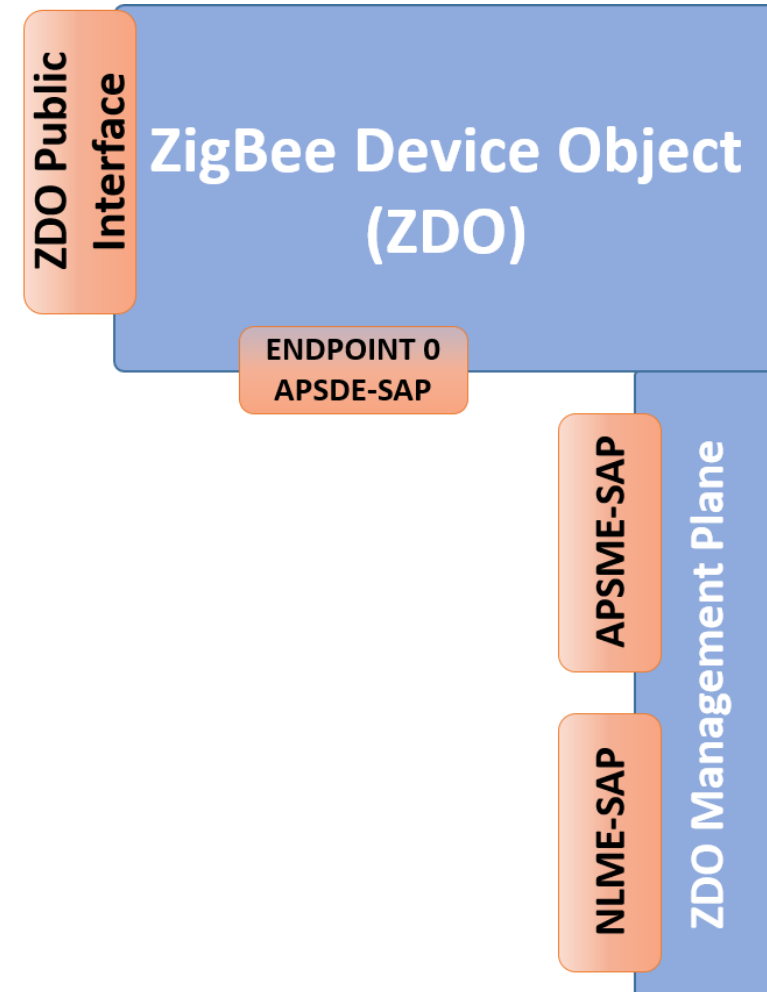 ZDO Public
Interface
ZigBee Device Object
(ZDO)
ENDPOINT 0
APSDE-SAP
APSME-SAP
NLME-SAP
ZDO Management Plane